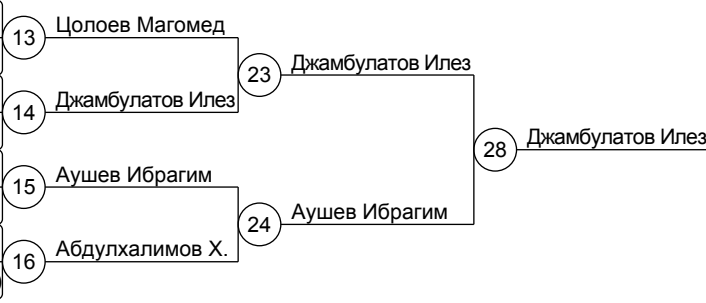 13 Цолоев Магомед
23 Джамбулатов Илез
14 Джамбулатов Илез
28 Джамбулатов Илез
15 Аушев Ибрагим
24 Аушев Ибрагим
16 Абдулхалимов Х.